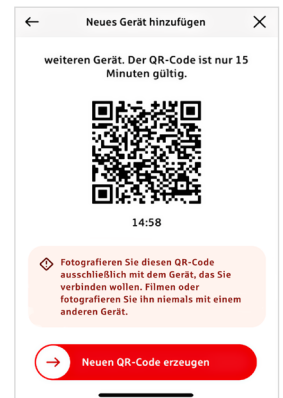 Neues Gerät hinzufügen
weiteren Gerät. Der QR-Code ist nur 15
Minuten gültig.
14:58
Fotografieren Sie diesen QR-Code
ausschließlich mit dem Gerät, das Sie
verbinden wollen. Filmen oder
fotografieren Sie ihn niemals mit einem
anderen Gerät.
Neuen QR-Code erzeugen